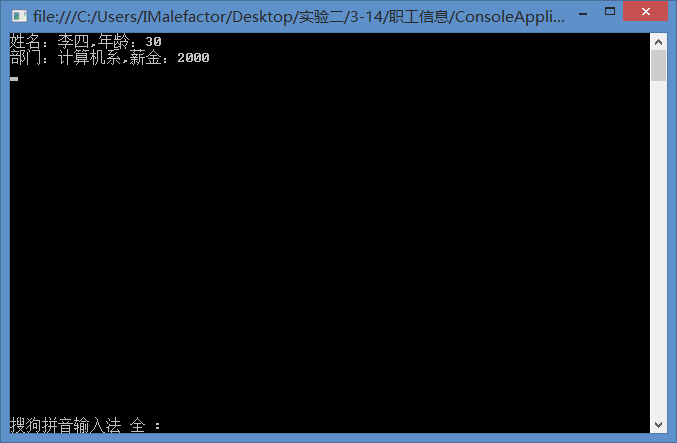 file:///C:/Users/IMalefactor/Desktop/实验二/3-14/职工信息/ConsoleAppli...
姓名：李四,年龄：30
部门：计算机系,薪金：2000
搜狗拼音输入法 全 ：